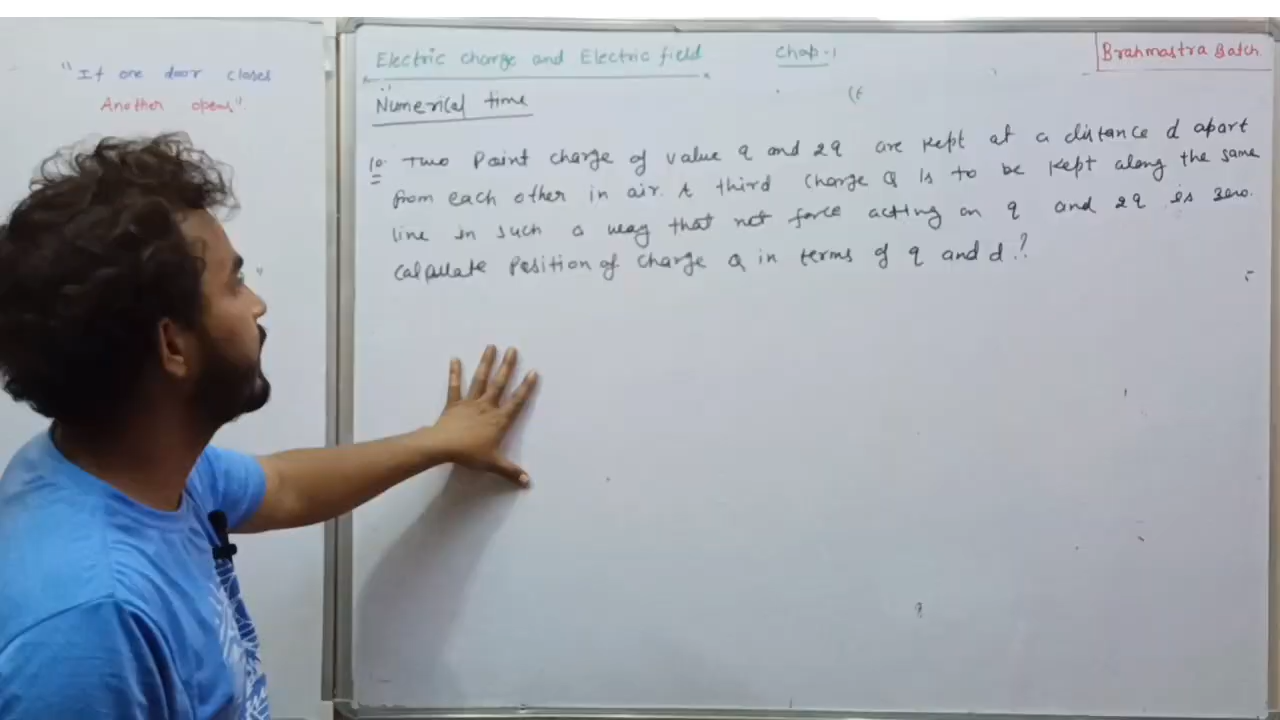 "If one door closes
Another opens".
Electric charge and Electric field
Chap-1
Brahmastra Batch
Numerical time
10. Two Point charge of value q and 2q are kept at a distance d apart
from each other in air. A third charge Q is to be kept along the same
line in such a way that not force acting on q and 2q is zero.
Calculate Position of charge Q in terms of q and d?